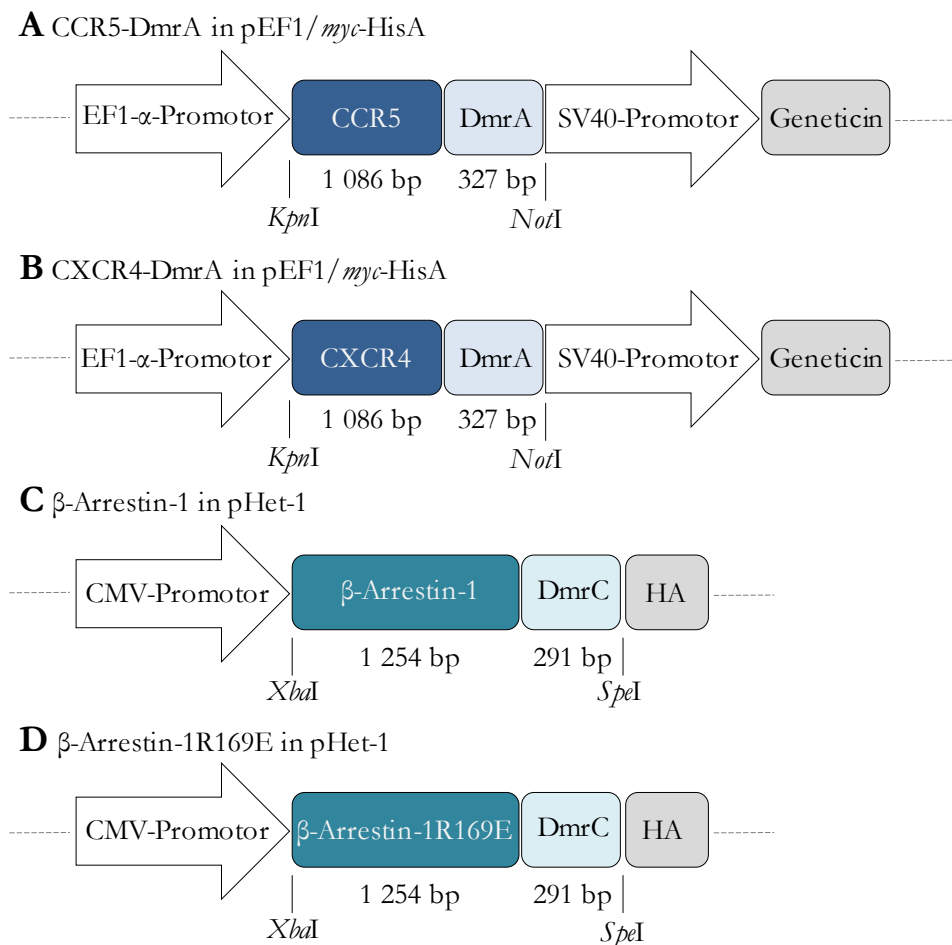 A CCR5-DmrA in pEF1/myc-HisA
EF1-α-Promotor CCR5 DmrA SV40-Promotor Geneticin
1 086 bp 327 bp
KpnI NotI
B CXCR4-DmrA in pEF1/myc-HisA
EF1-α-Promotor CXCR4 DmrA SV40-Promotor Geneticin
1 086 bp 327 bp
KpnI NotI
C β-Arrestin-1 in pHet-1
CMV-Promotor β-Arrestin-1 DmrC HA
1 254 bp 291 bp
XbaI SpeI
D β-Arrestin-1R169E in pHet-1
CMV-Promotor β-Arrestin-1R169E DmrC HA
1 254 bp 291 bp
XbaI SpeI